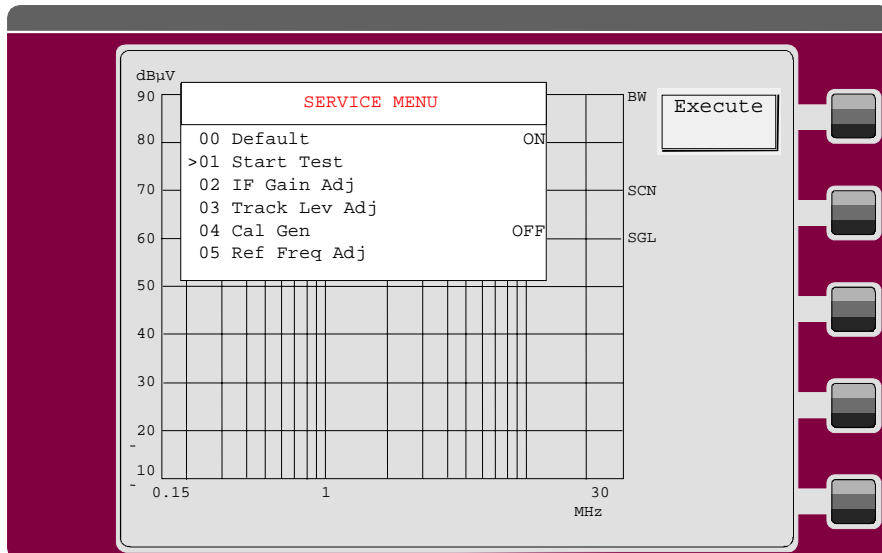 dBµV
90
SERVICE MENU
BW
Execute
00 Default ON
80
>01 Start Test
02 IF Gain Adj
70
SCN
03 Track Lev Adj
04 Cal Gen OFF
60
SGL
05 Ref Freq Adj
50
40
30
20
-
10
-
0.15 1 30
MHz